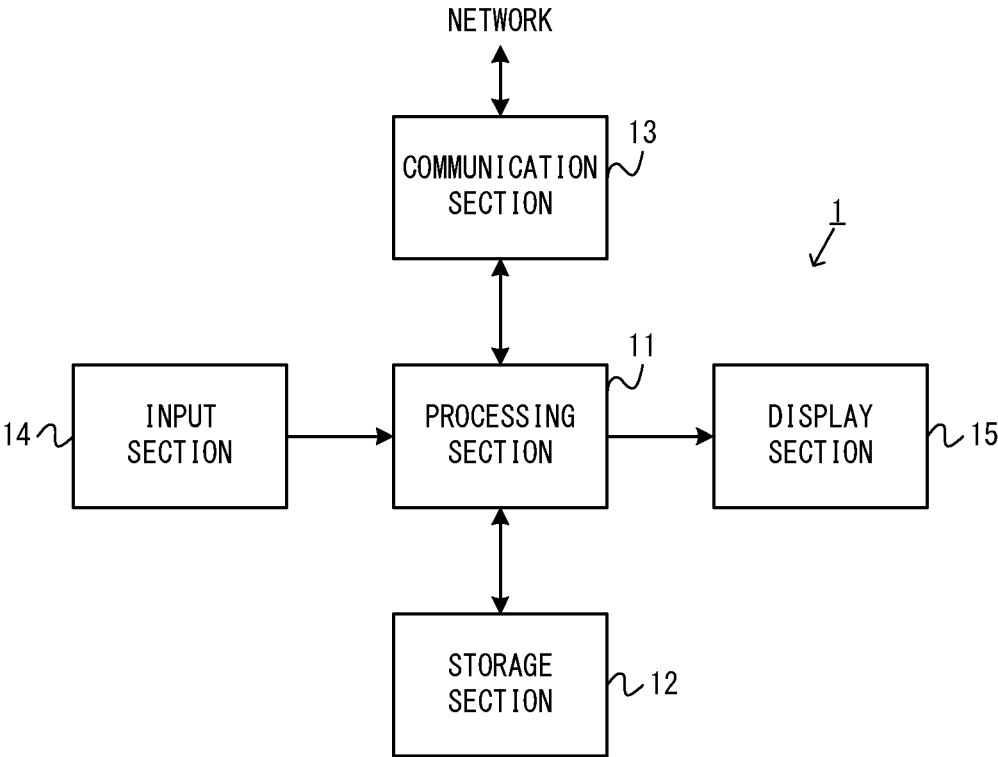 NETWORK
COMMUNICATION
SECTION
13
1
INPUT
SECTION
14
PROCESSING
SECTION
11
DISPLAY
SECTION
15
STORAGE
SECTION
12